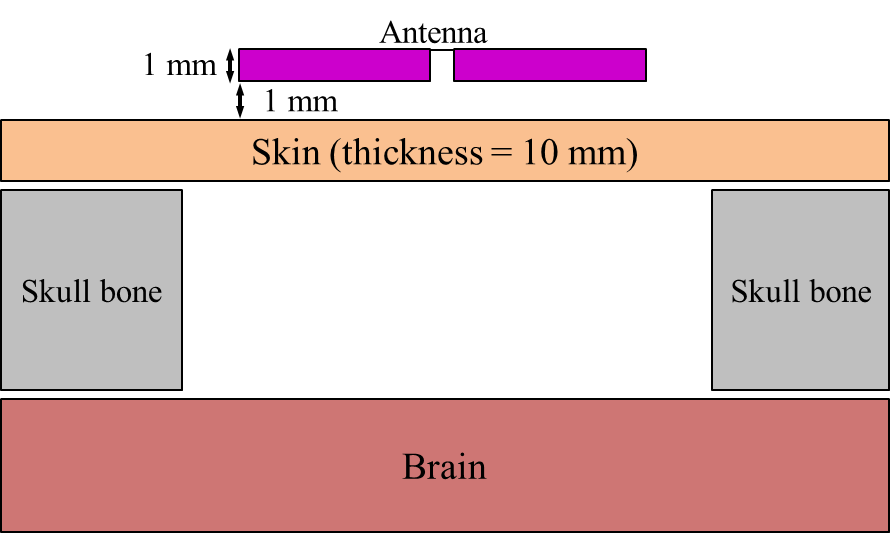 Antenna
1 mm
1 mm
Skin (thickness = 10 mm)
Skull bone
Skull bone
Brain